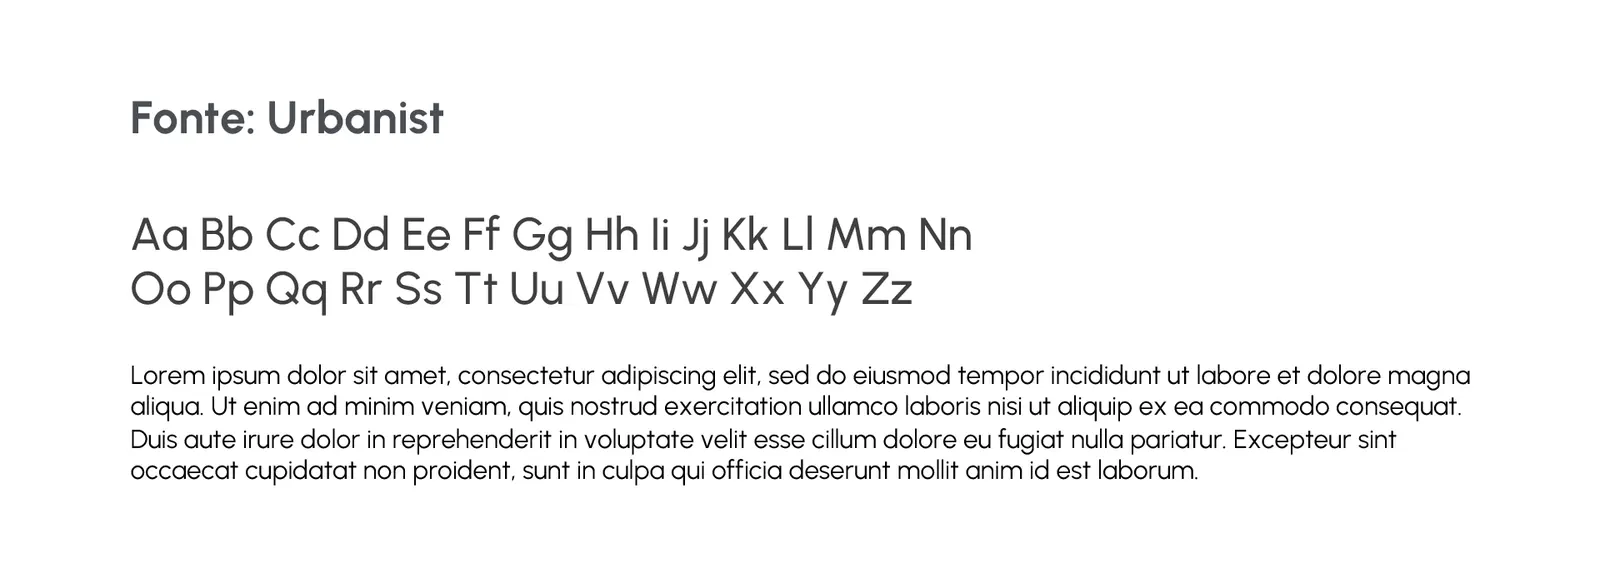 Fonte: Urbanist
Aa Bb Cc Dd Ee Ff Gg Hh Ii Jj Kk Ll Mm Nn
Oo Pp Qq Rr Ss Tt Uu Vv Ww Xx Yy Zz
Lorem ipsum dolor sit amet, consectetur adipiscing elit, sed do eiusmod tempor incididunt ut labore et dolore magna
aliqua. Ut enim ad minim veniam, quis nostrud exercitation ullamco laboris nisi ut aliquip ex ea commodo consequat.
Duis aute irure dolor in reprehenderit in voluptate velit esse cillum dolore eu fugiat nulla pariatur. Excepteur sint
occaecat cupidatat non proident, sunt in culpa qui officia deserunt mollit anim id est laborum.